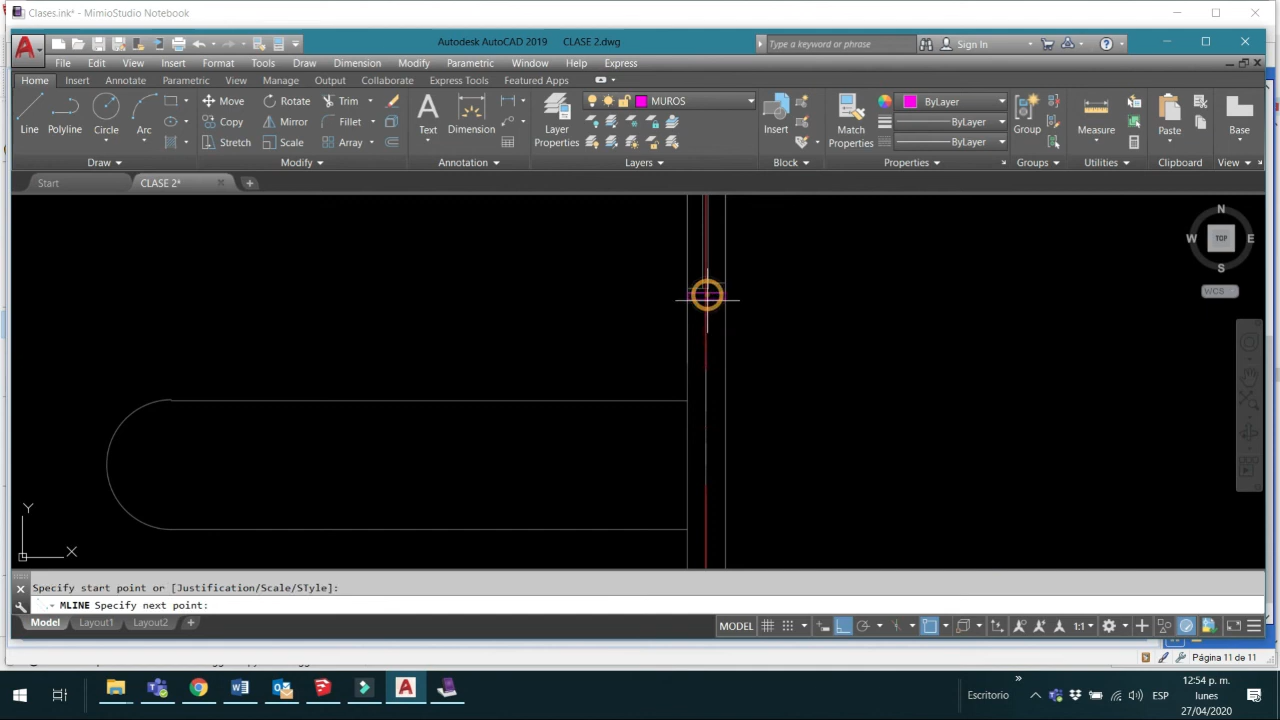 Clases.ink* - MimioStudio Notebook
Autodesk AutoCAD 2019 CLASE 2.dwg
Type a keyword or phrase
Sign In
File Edit View Insert Format Tools Draw Dimension Modify Parametric Window Help Express
Home Insert Annotate Parametric View Manage Output Collaborate Express Tools Featured Apps
Move Rotate Trim MUROS ByLayer
Copy Mirror Fillet ByLayer
Stretch Scale Array ByLayer
Line Polyline Circle Arc Text Dimension Layer Properties Insert Match Properties Group Measure Paste Base
Draw Modify Annotation Layers Block Properties Groups Utilities Clipboard View
Start CLASE 2*
N
W TOP E
S
WCS
Y
X
Specify start point or [Justification/Scale/STyle]:
MLINE Specify next point:
Model Layout1 Layout2
MODEL 1:1
Página 11 de 11
Escritorio ESP
12:54 p. m.
lunes
27/04/2020